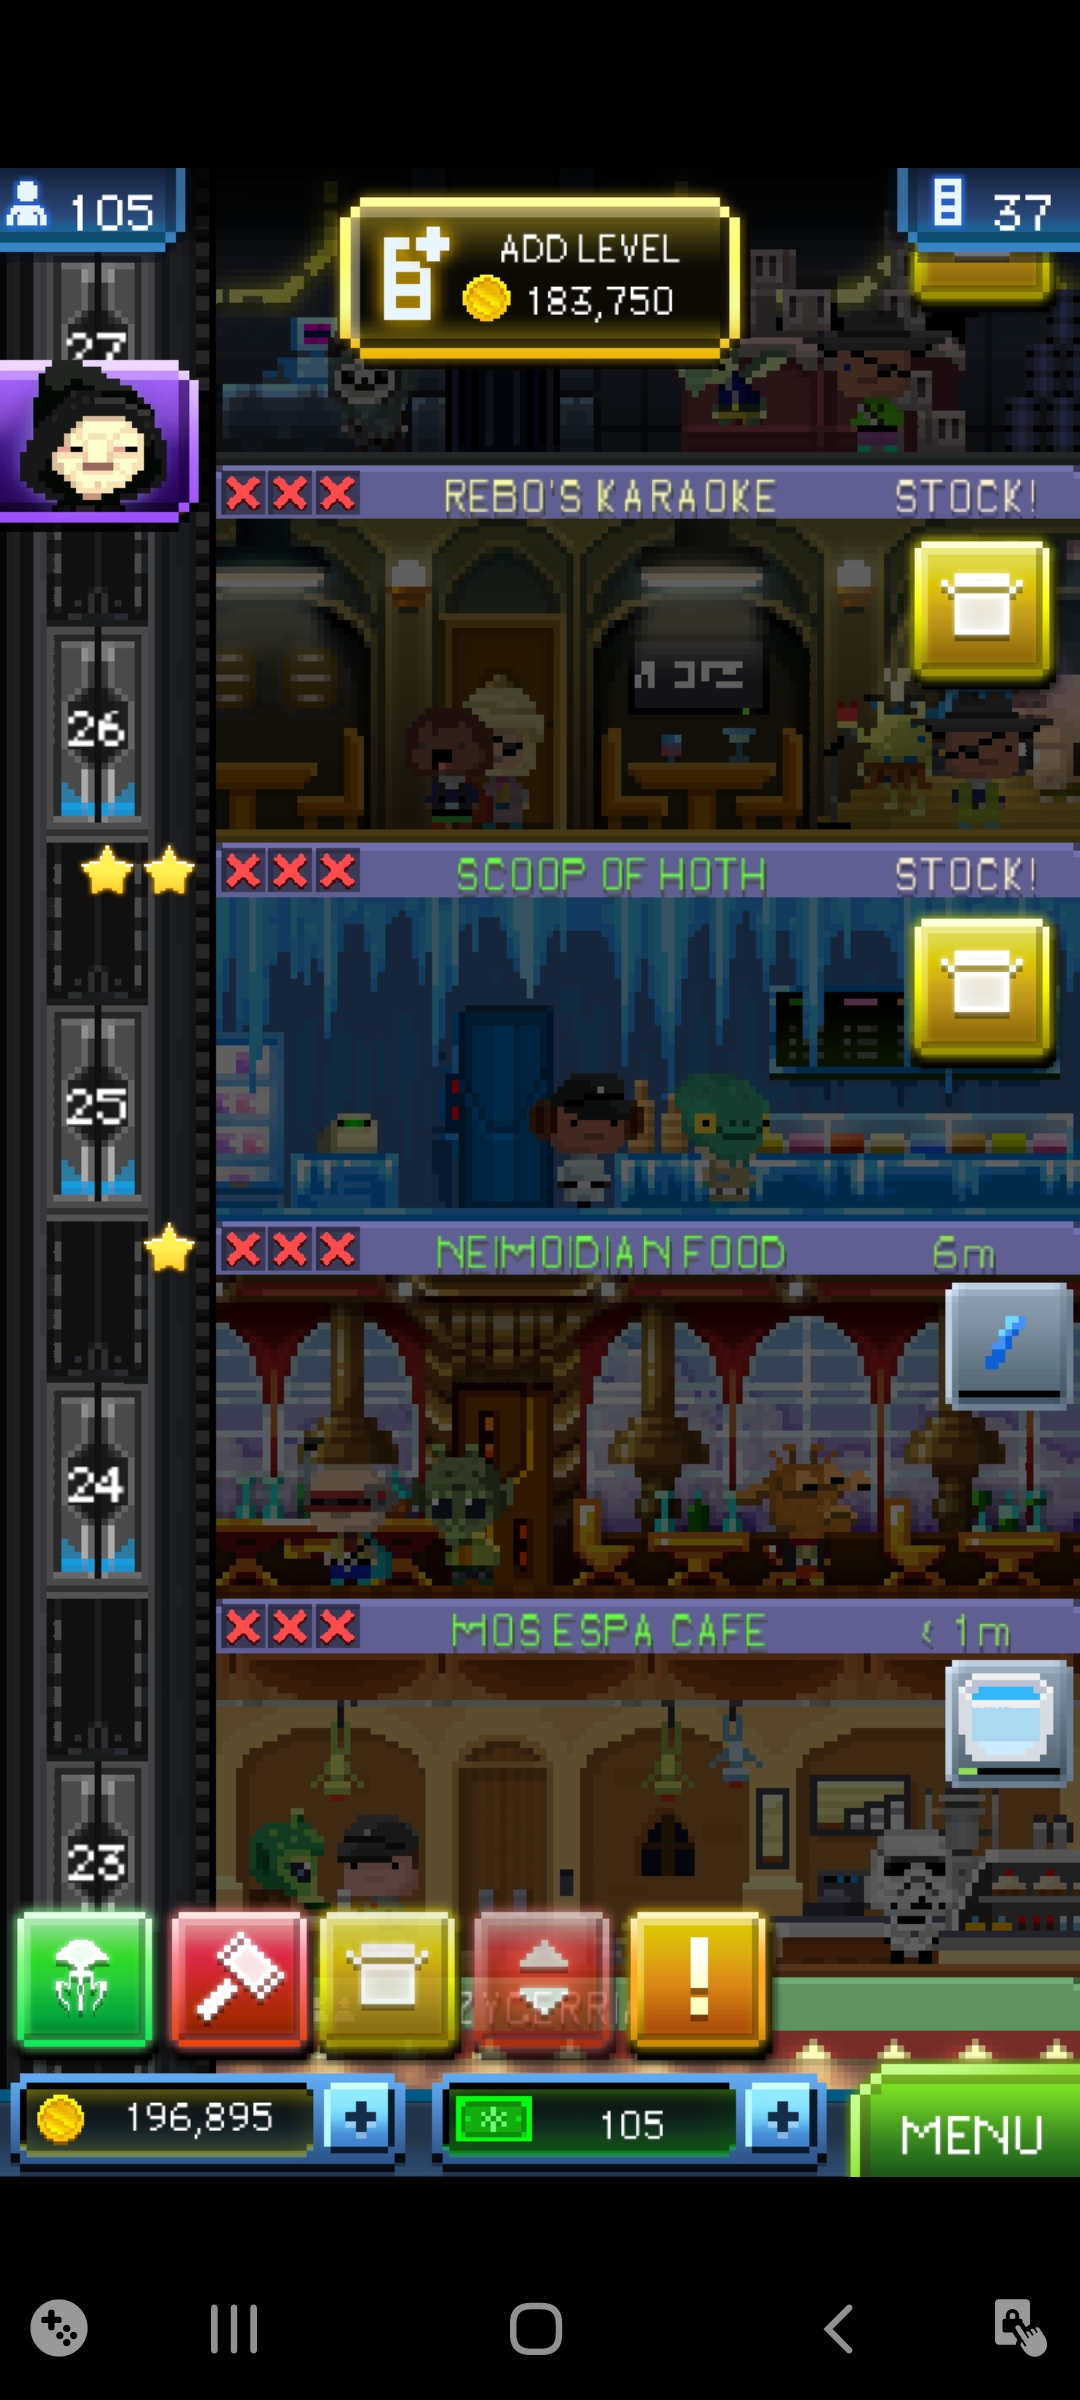 105
ADD LEVEL
183,750
37
27
REBO'S KARAOKE
STOCK!
26
SCOOP OF HOTH
STOCK!
25
NEIMOIDIAN FOOD
6m
24
MOS ESPA CAFE
< 1m
23
196,895
105
MENU